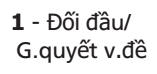 1 - Đối đầu/
G.quyết v.đề